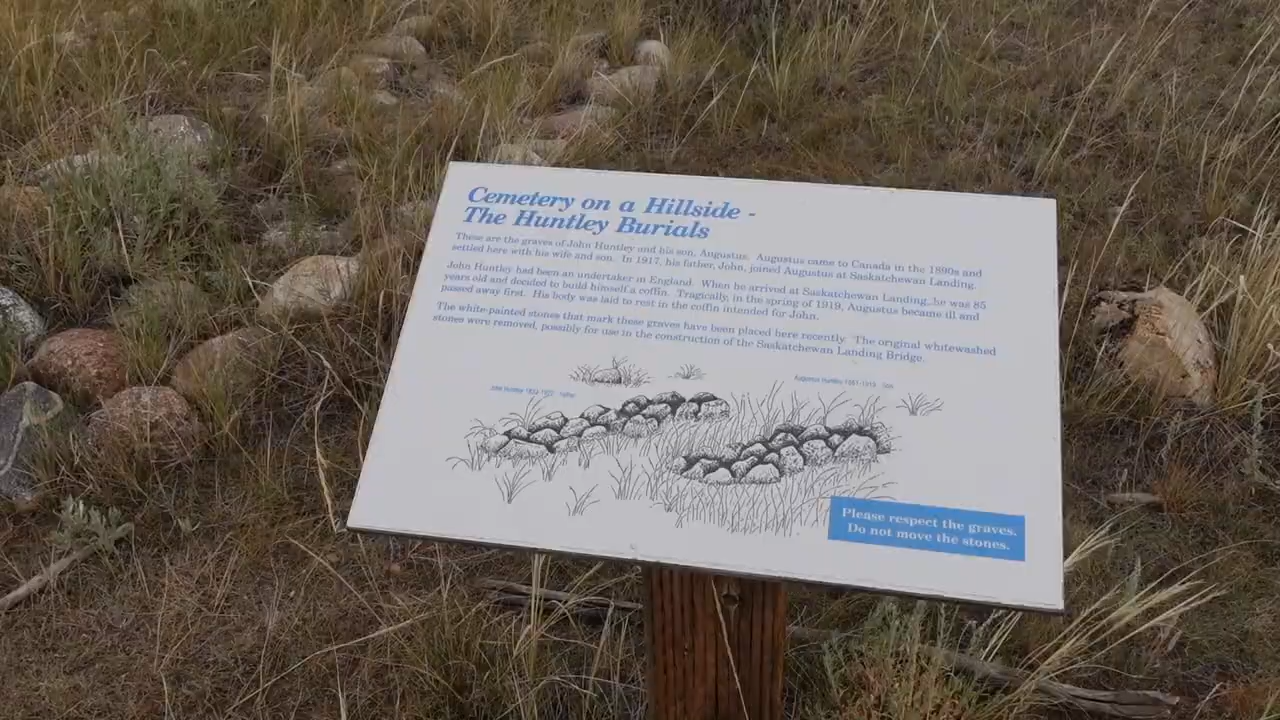 Cemetery on a Hillside -
The Huntley Burials
These are the graves of John Huntley and his son, Augustus. Augustus came to Canada in the 1890s and
settled here with his wife and son. In 1917, his father, John, joined Augustus at Saskatchewan Landing.
John Huntley had been an undertaker in England. When he arrived at Saskatchewan Landing, he was 85
years old and decided to build himself a coffin. Tragically, in the spring of 1919, Augustus became ill and
passed away first. His body was laid to rest in the coffin intended for John.
The white-painted stones that mark these graves have been placed here recently. The original whitewashed
stones were removed, possibly for use in the construction of the Saskatchewan Landing Bridge.
John Huntley
Augustus Huntley
Please respect the graves.
Do not move the stones.